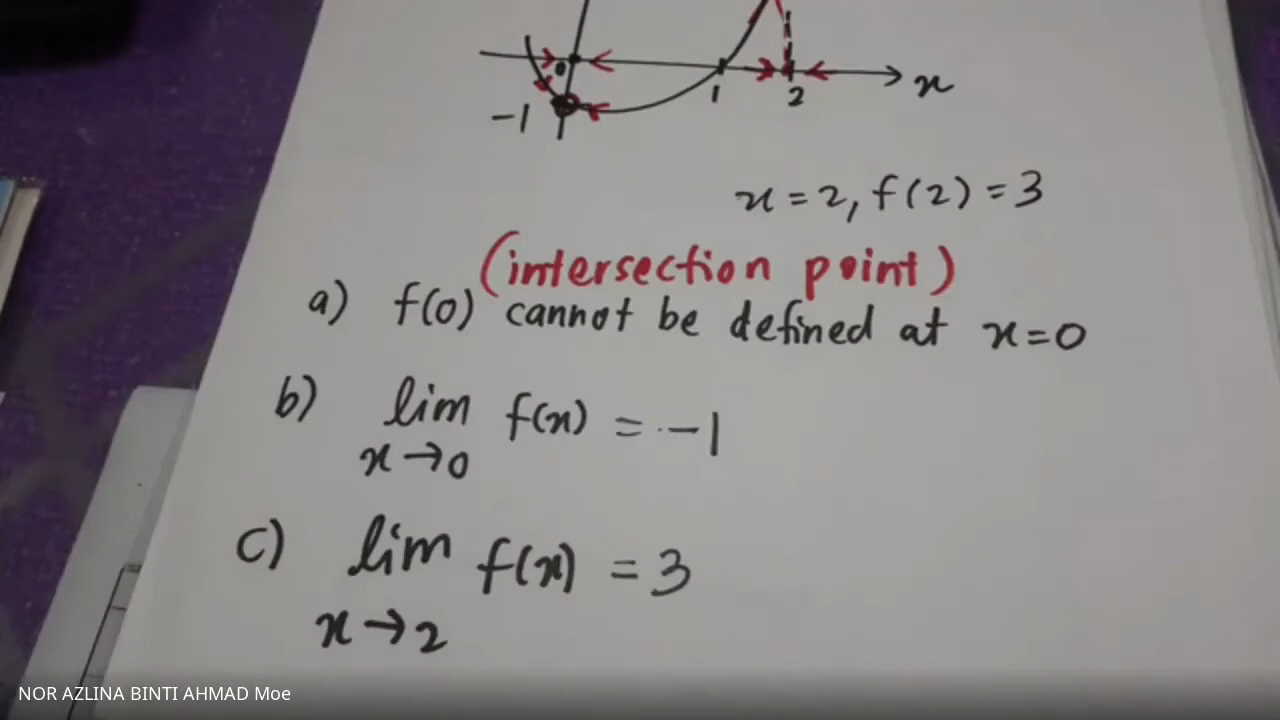 0
1
2
x
-1
x = 2, f(2) = 3
(intersection point)
a) f(0) cannot be defined at x=0
b) lim f(x) = -1
x→0
c) lim f(x) = 3
x→2
NOR AZLINA BINTI AHMAD Moe